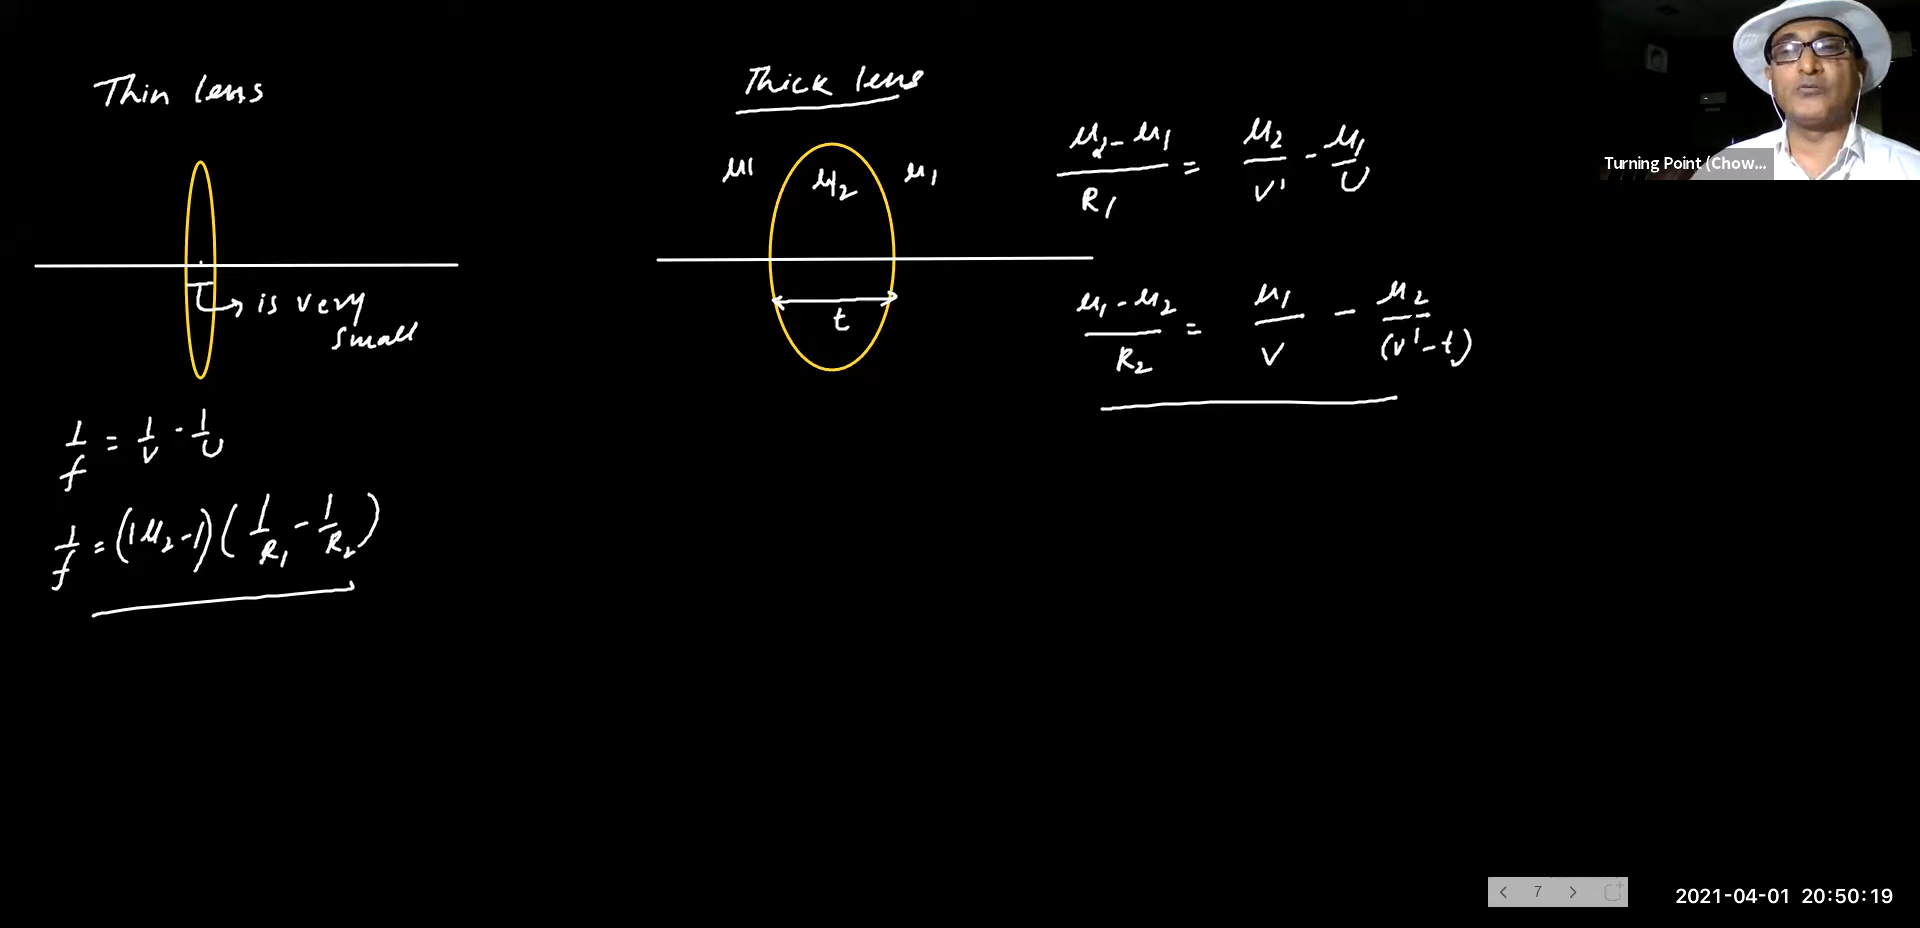 Thin lens
is very
small
1/f = 1/v - 1/u
1/f = (1μ2-1)(1/R1 - 1/R2)
Thick lens
μ1 μ2 μ1
t
μ2-μ1/R1 = μ2/v' - μ1/u
μ1-μ2/R2 = μ1/v - μ2/(v'-t)
Turning Point (Chow...
7
2021-04-01 20:50:19